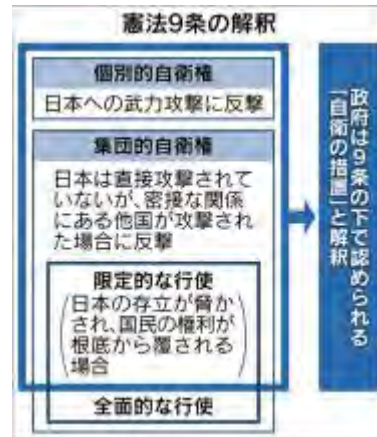 憲法9条の解釈
個別的自衛権
日本への武力攻撃に反撃
集団的自衛権
日本は直接攻撃されて
いないが、密接な関係
にある他国が攻撃され
た場合に反撃
限定的な行使
(日本の存立が脅か
され、国民の権利が
根底から覆される
場合)
全面的な行使
政府は9条の下で認められる
「自衛の措置」と解釈